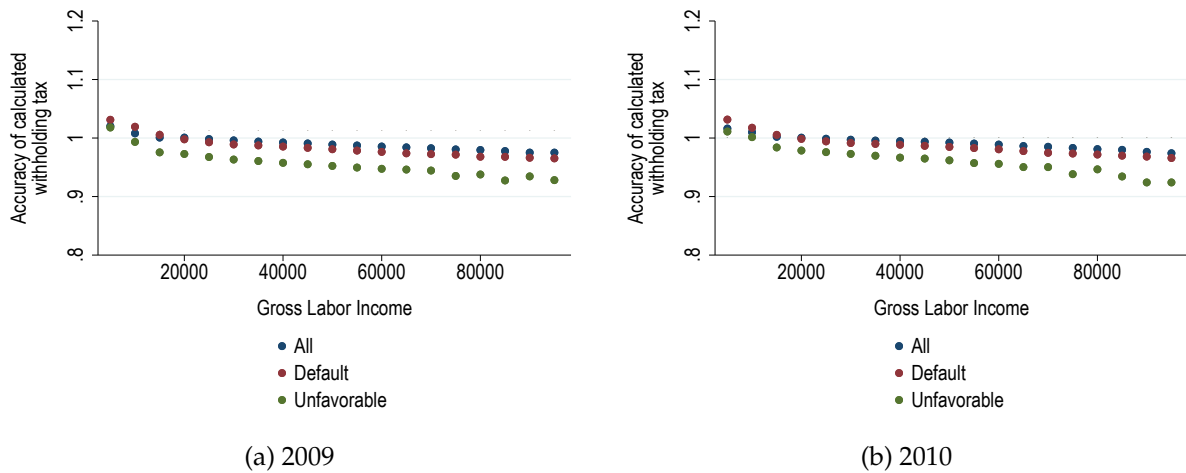 Accuracy of calculated
withholding tax
1.2
1.1
1
.9
.8
20000 40000 60000 80000
Gross Labor Income
All
Default
Unfavorable
(a) 2009
Accuracy of calculated
withholding tax
1.2
1.1
1
.9
.8
20000 40000 60000 80000
Gross Labor Income
All
Default
Unfavorable
(b) 2010